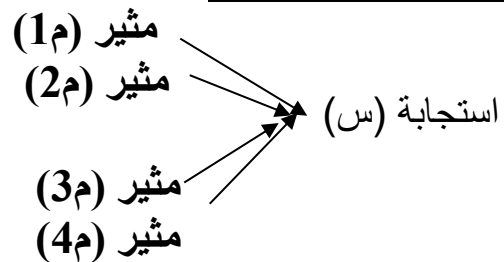 مثير (م1)
مثير (م2)
استجابة (س)
مثير (م3)
مثير (م4)